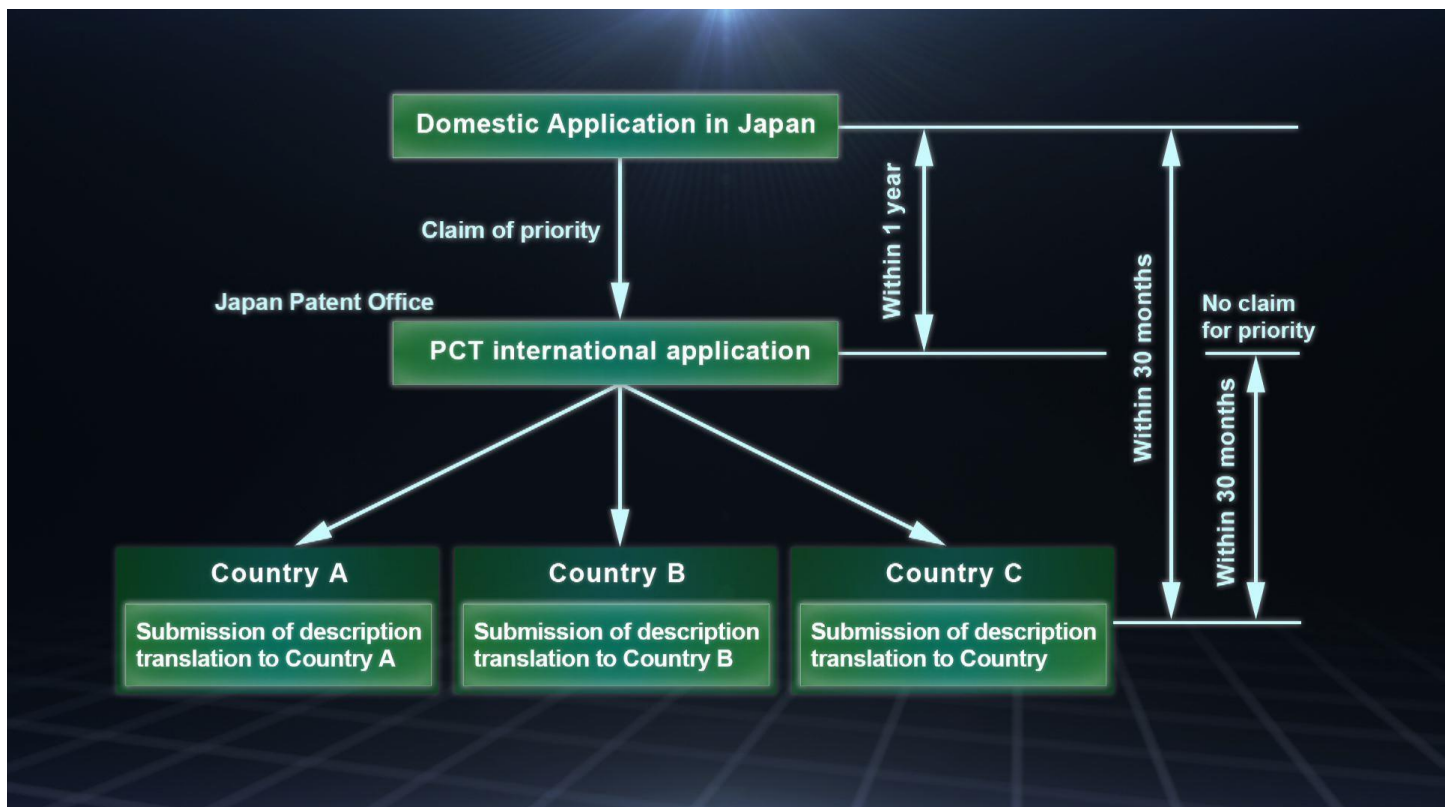 Domestic Application in Japan
Claim of priority
Within 1 year
Japan Patent Office
No claim
for priority
PCT international application
Within 30 months
Within 30 months
Country A
Submission of description
translation to Country A
Country B
Submission of description
translation to Country B
Country C
Submission of description
translation to Country